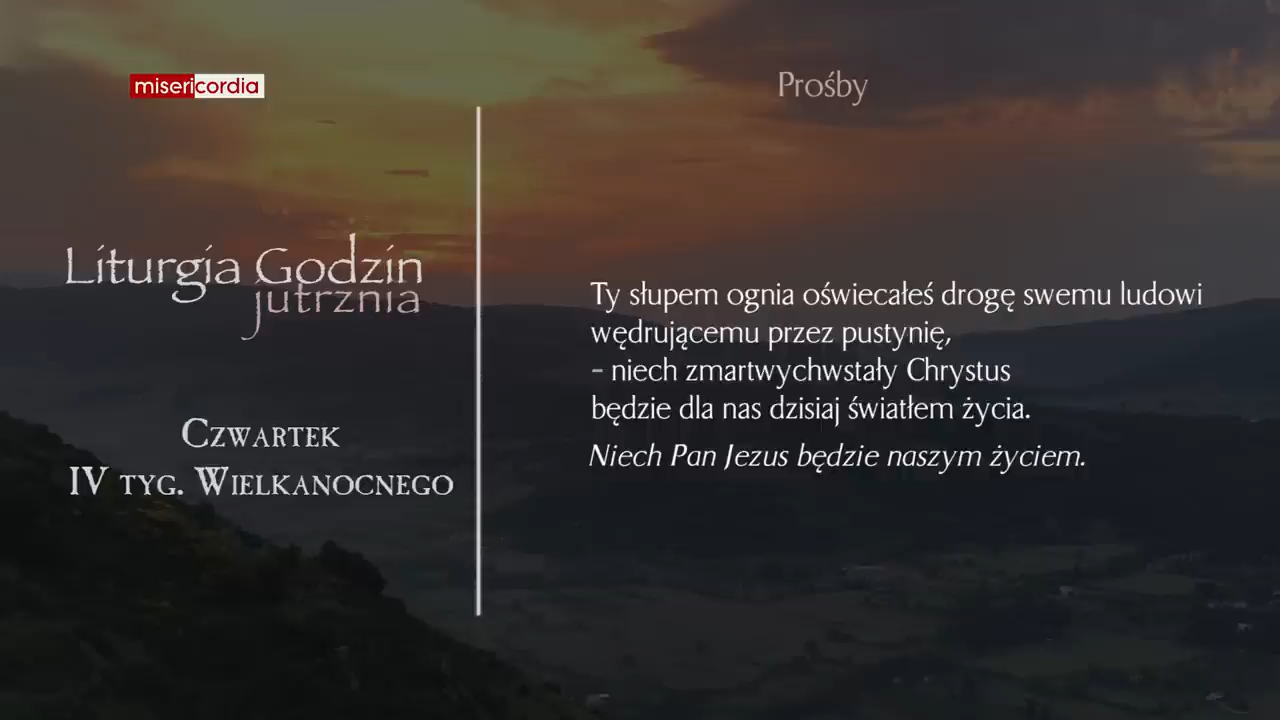 misericordia
Prośby
Liturgia Godzin
jutrznia
Czwartek
IV tyg. Wielkanocnego
Ty słupem ognia oświecałeś drogę swemu ludowi
wędrującemu przez pustynię,
– niech zmartwychwstały Chrystus
będzie dla nas dzisiaj światłem życia.
Niech Pan Jezus będzie naszym życiem.